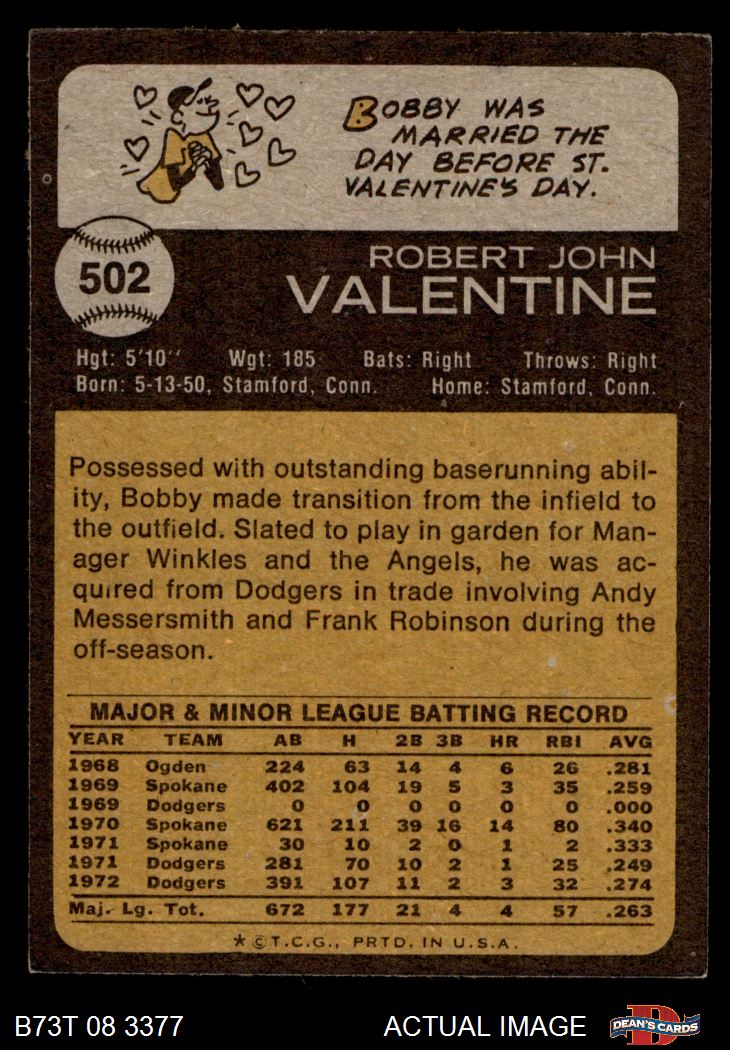 BOBBY WAS
MARRIED THE
DAY BEFORE ST.
VALENTINE'S DAY.
502
ROBERT JOHN
VALENTINE
Hgt: 5'10'' Wgt: 185 Bats: Right Throws: Right
Born: 5-13-50, Stamford, Conn. Home: Stamford, Conn.
Possessed with outstanding baserunning abil-
ity, Bobby made transition from the infield to
the outfield. Slated to play in garden for Man-
ager Winkles and the Angels, he was ac-
quired from Dodgers in trade involving Andy
Messersmith and Frank Robinson during the
off-season.
MAJOR & MINOR LEAGUE BATTING RECORD
YEAR TEAM AB H 2B 3B HR RBI AVG
1968 Ogden 224 63 14 4 6 26 .281
1969 Spokane 402 104 19 5 3 35 .259
1969 Dodgers 0 0 0 0 0 0 .000
1970 Spokane 621 211 39 16 14 80 .340
1971 Spokane 30 10 2 0 1 2 .333
1971 Dodgers 281 70 10 2 1 25 .249
1972 Dodgers 391 107 11 2 3 32 .274
Maj. Lg. Tot. 672 177 21 4 4 57 .263
* © T.C.G., PRTD. IN U.S.A.
B73T 08 3377 ACTUAL IMAGE D DEAN'S CARDS